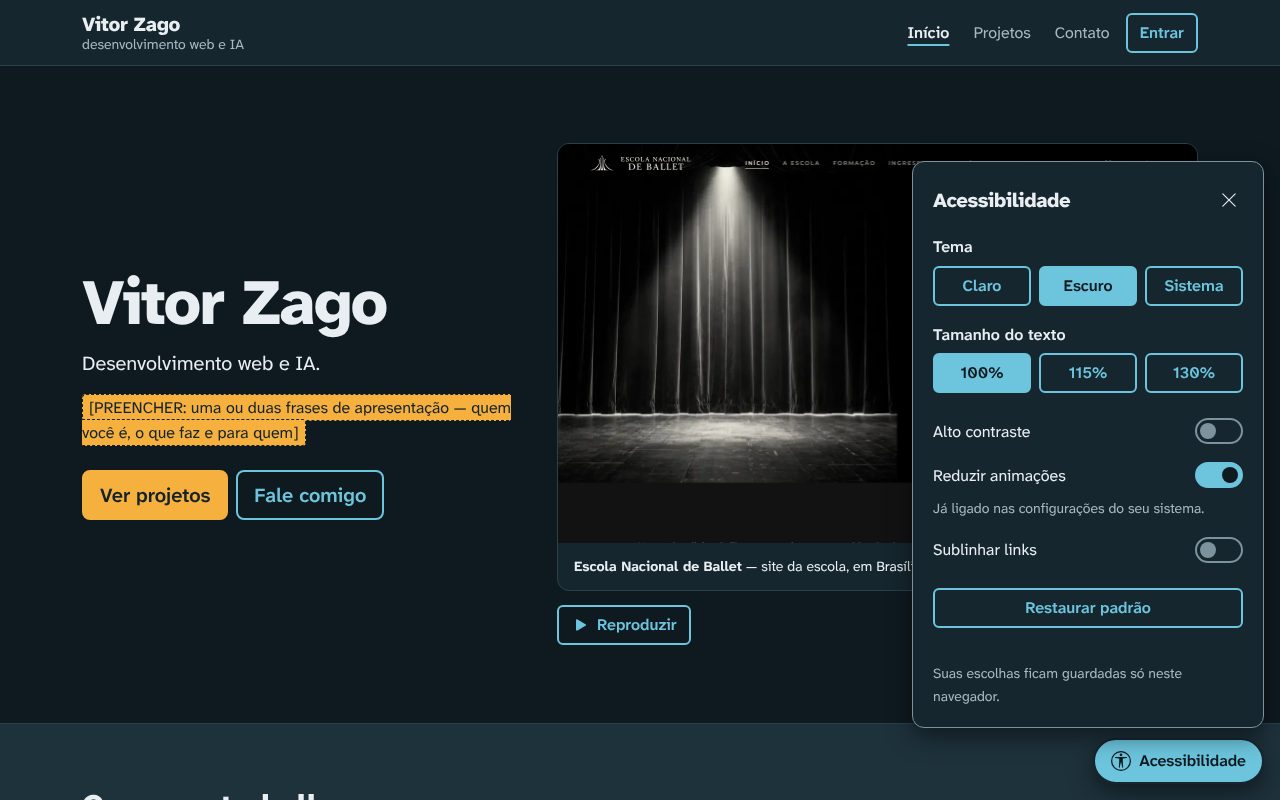 Vitor Zago
desenvolvimento web e IA
Início
Projetos
Contato
Entrar
Vitor Zago
Desenvolvimento web e IA.
[PREENCHER: uma ou duas frases de apresentação — quem
você é, o que faz e para quem]
Ver projetos
Fale comigo
ESCOLA NACIONAL
DE BALLET
INÍCIO
A ESCOLA
FORMAÇÃO
Escola Nacional de Ballet — site da escola, em
Reproduzir
Acessibilidade
Tema
Claro
Escuro
Sistema
Tamanho do texto
100%
115%
130%
Alto contraste
Reduzir animações
Já ligado nas configurações do seu sistema.
Sublinhar links
Restaurar padrão
Suas escolhas ficam guardadas só neste
navegador.
Acessibilidade